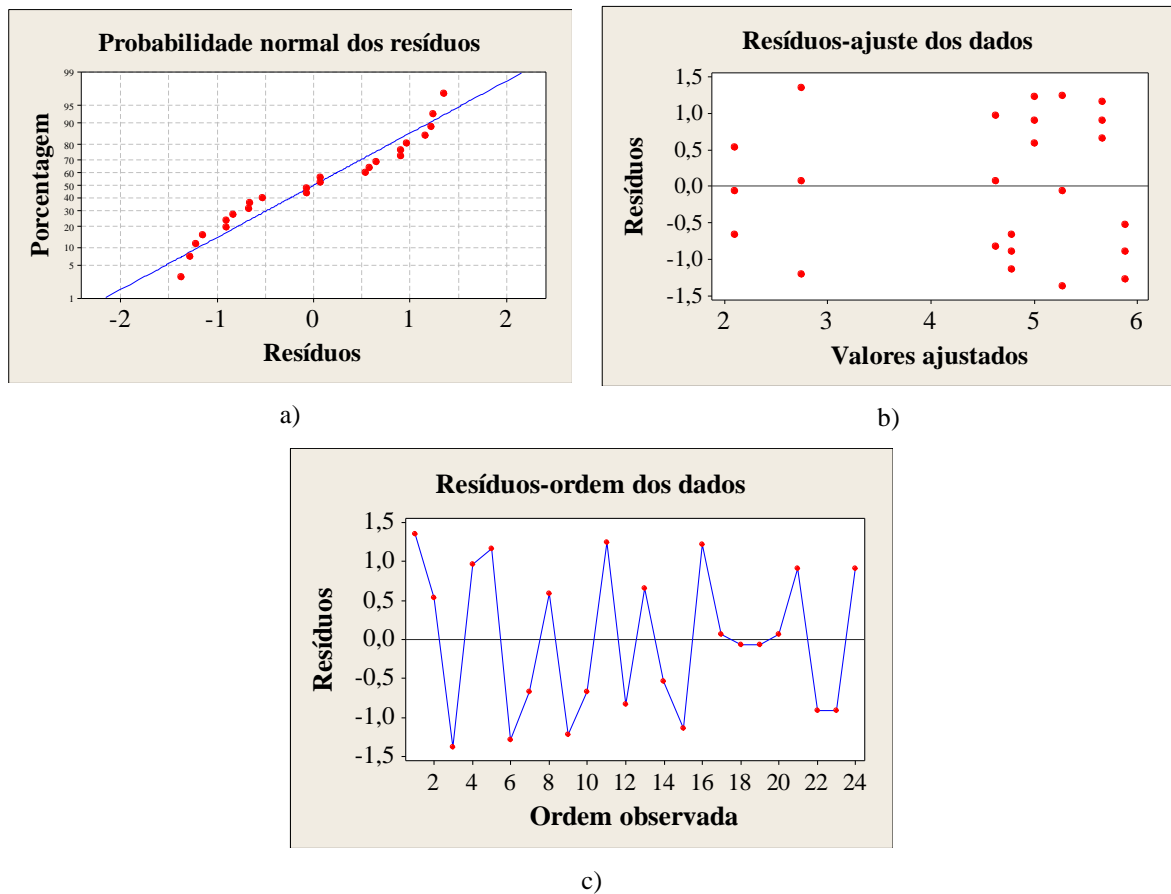 Probabilidade normal dos resíduos
Porcentagem
99
95
90
80
70
60
50
40
30
20
10
5
1
-2 -1 0 1 2
Resíduos
a)
Resíduos-ajuste dos dados
Resíduos
1,5
1,0
0,5
0,0
-0,5
-1,0
-1,5
2 3 4 5 6
Valores ajustados
b)
Resíduos-ordem dos dados
Resíduos
1,5
1,0
0,5
0,0
-0,5
-1,0
-1,5
2 4 6 8 10 12 14 16 18 20 22 24
Ordem observada
c)